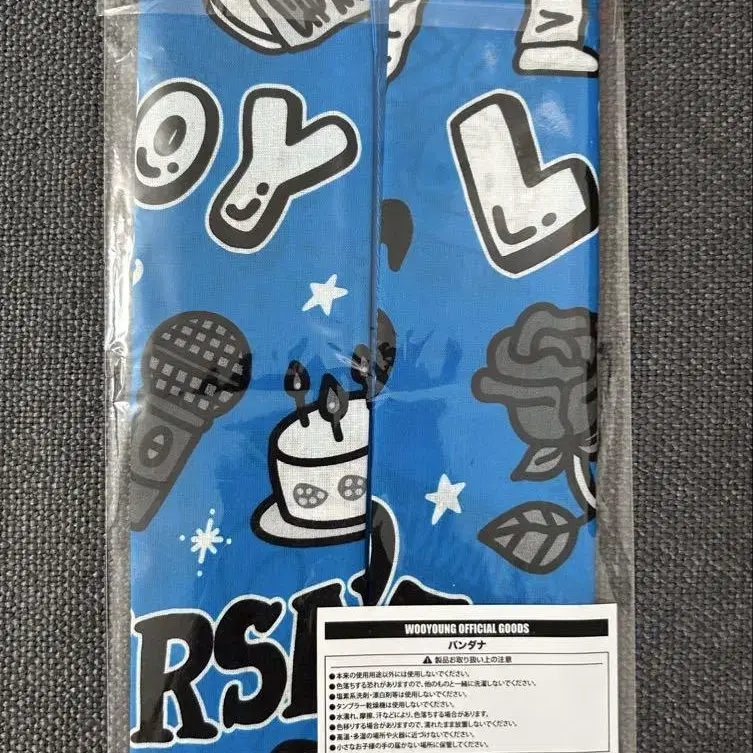 OY L
RS
WOOYOUNG OFFICIAL GOODS
バンダナ
⚠ 製品お取り扱い上の注意
●本来の使用用途以外には使用しないでください。
●色落ちする恐れがありますので、他のものと一緒に洗濯しないでください。
●塩素系洗剤・漂白剤等は使用しないでください。
●タンブラー乾燥機は使用しないでください。
●水濡れ、摩擦、汗などにより、色落ちする場合があります。
●色移りする場合がありますので、濡れたまま放置しないでください。
●高温・多湿の場所や火器に近づけないでください。
●小さなお子様の手の届かない場所に保管してください。